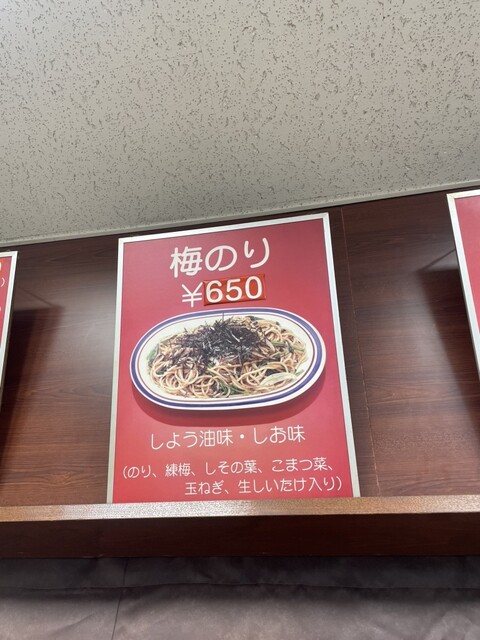 梅のり
¥650
しよう油味・しお味
(のり、練梅、しその葉、こまつ菜、
玉ねぎ、生しいたけ入り)